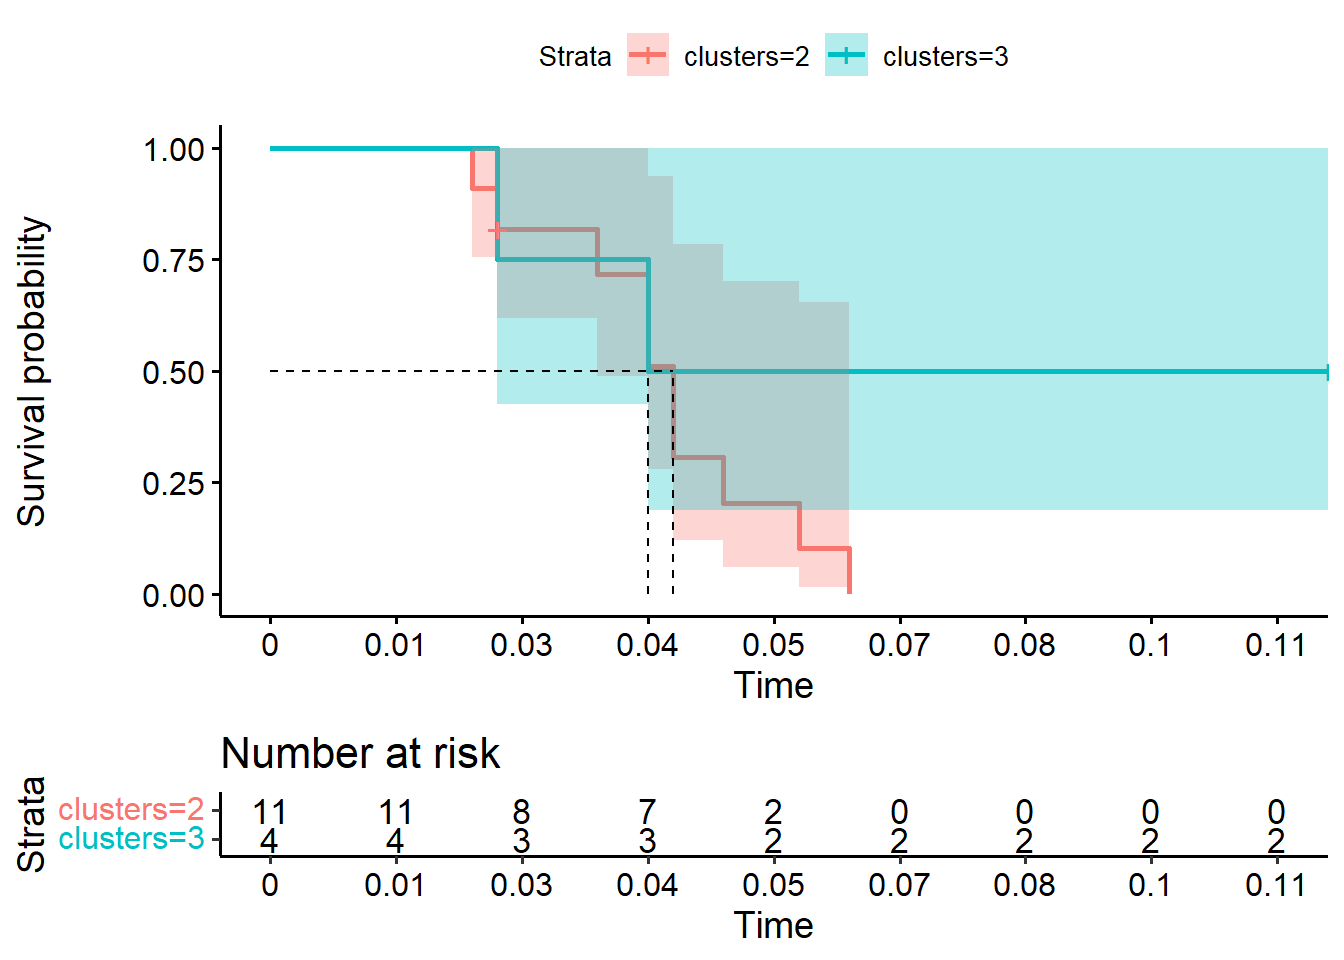 Strata clusters=2 clusters=3
1.00
0.75
0.50
0.25
0.00
Survival probability
0 0.01 0.03 0.04 0.05 0.07 0.08 0.1 0.11
Time
Number at risk
Strata
clusters=2 11 11 8 7 2 0 0 0 0
clusters=3 4 4 3 3 2 2 2 2 2
0 0.01 0.03 0.04 0.05 0.07 0.08 0.1 0.11
Time